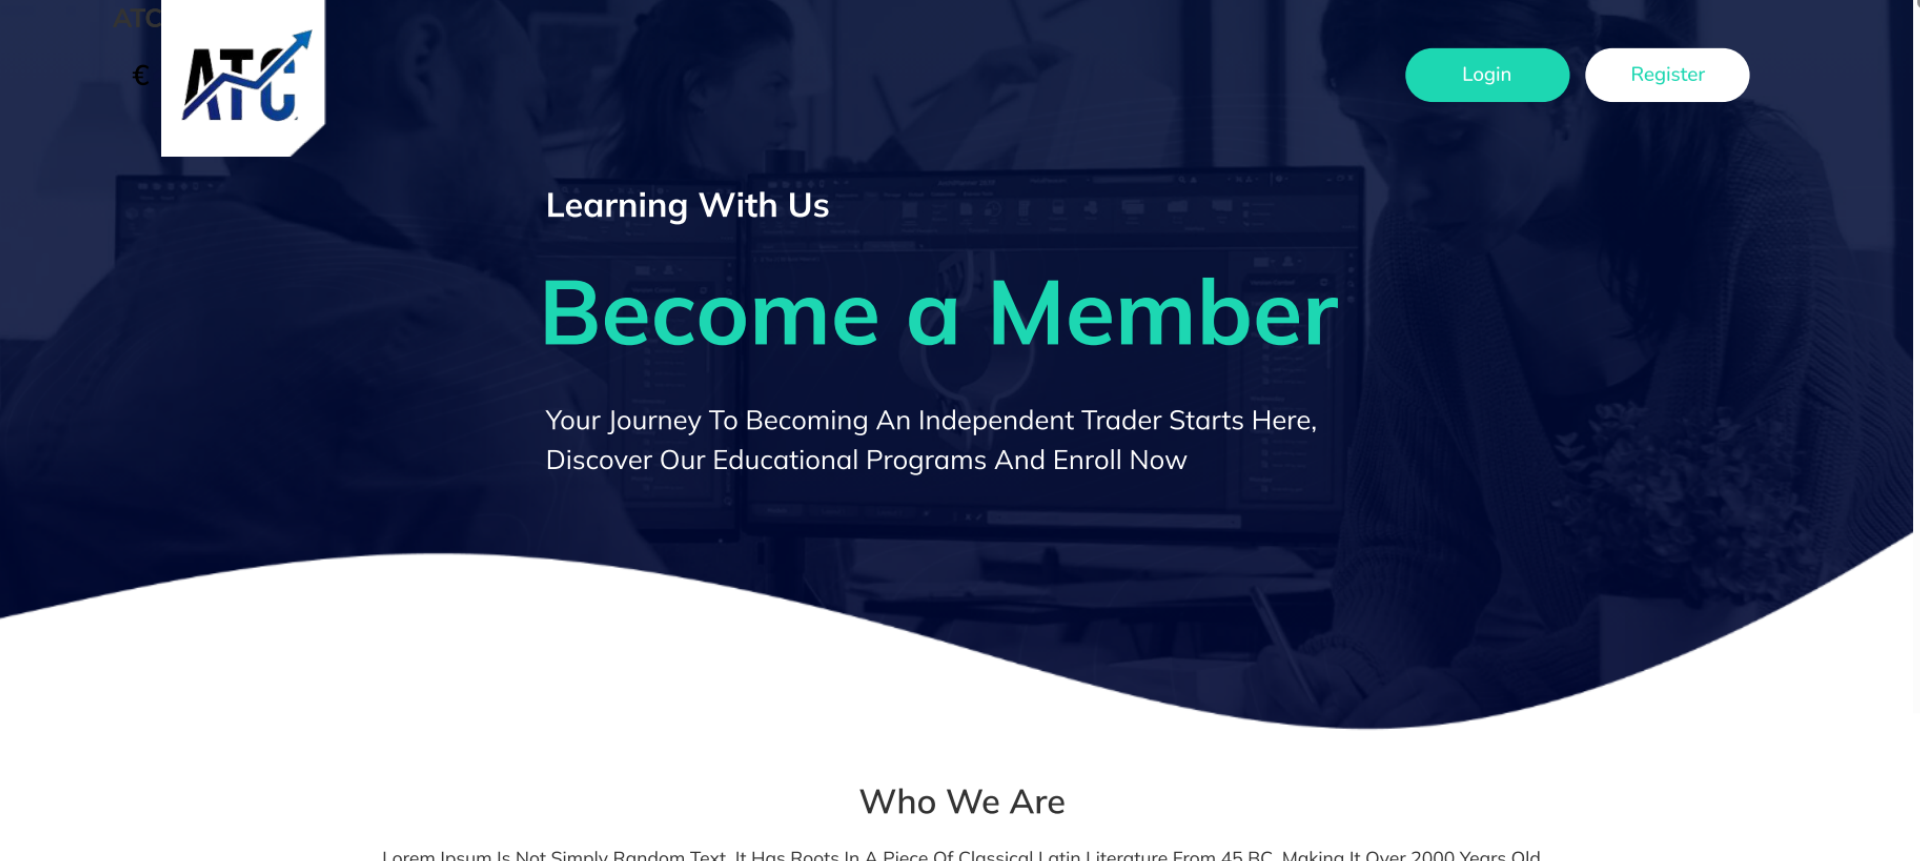 ATC
€
ATC
Login
Register
Learning With Us
Become a Member
Your Journey To Becoming An Independent Trader Starts Here,
Discover Our Educational Programs And Enroll Now
Who We Are
Lorem Ipsum Is Not Simply Random Text. It Has Roots In A Piece Of Classical Latin Literature From 45 BC, Making It Over 2000 Years Old.